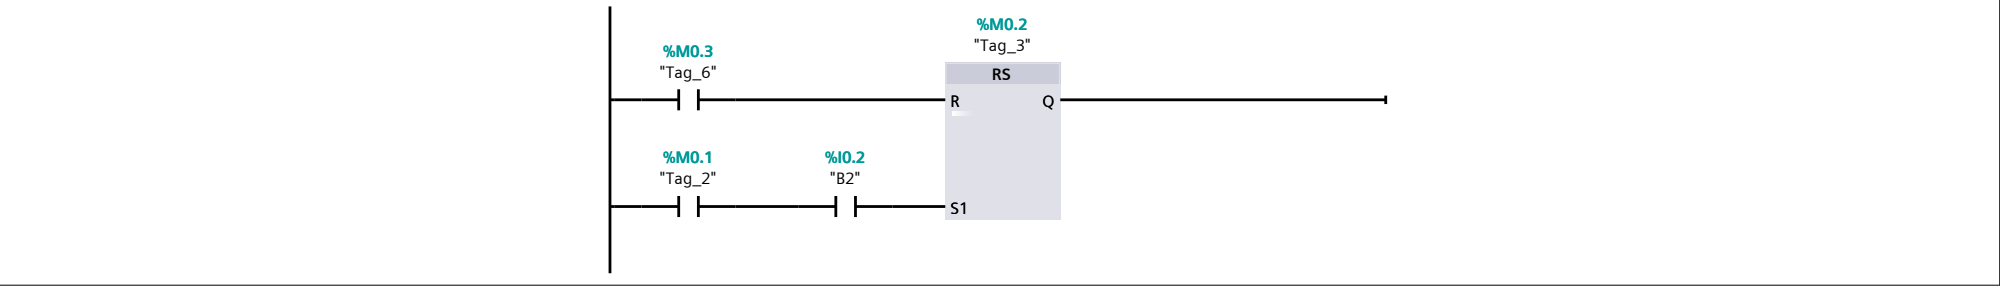 %M0.2
"Tag_3"
%M0.3
"Tag_6"
RS
R
Q
%M0.1
"Tag_2"
%I0.2
"B2"
S1